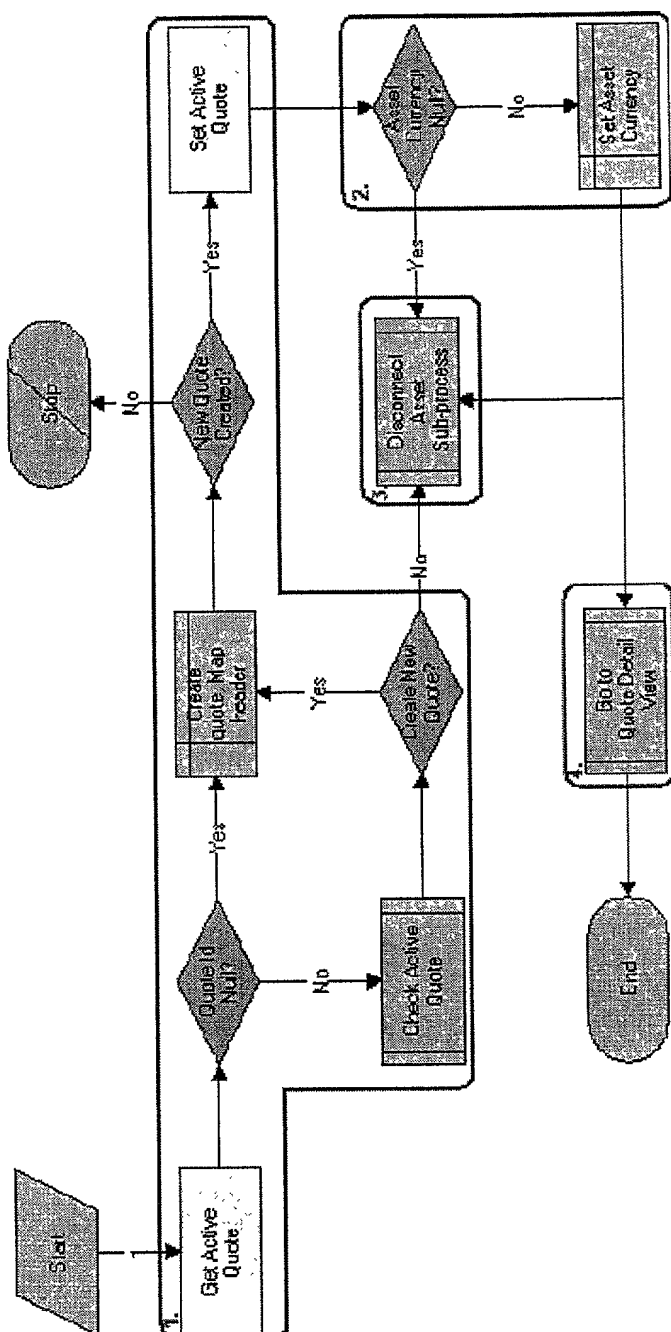 Start
1.
Get Active
Quote
Quote Id
Null?
Yes
No
Check Active
Quote
Create
quote, Map
header
Create New
Quote?
Yes
No
New Quote
Created?
No
Stop
Yes
Set Active
Quote
2.
Asset
Currency
Null?
Yes
No
Set Asset
Currency
3.
Disconnect
Asset
Sub-process
4.
Go to
Quote Detail
View
End